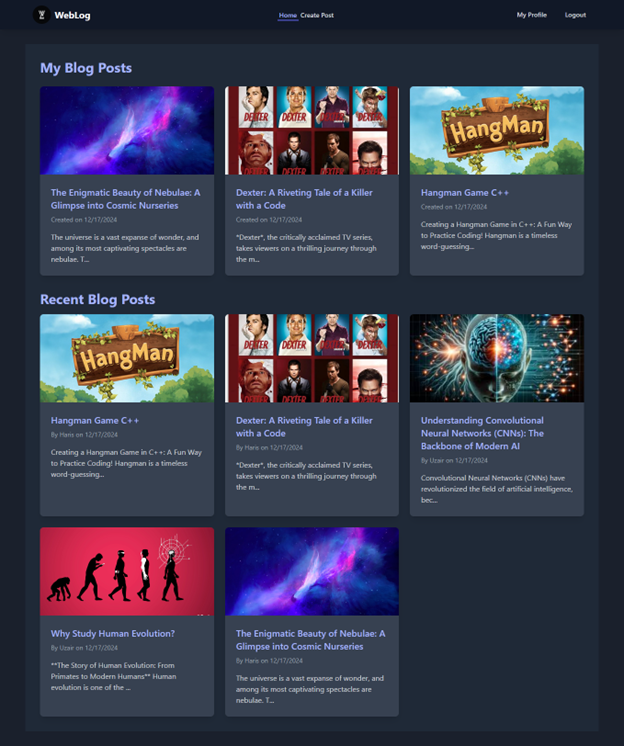 WebLog
Home Create Post
My Profile Logout
My Blog Posts
The Enigmatic Beauty of Nebulae: A
Glimpse into Cosmic Nurseries
Created on 12/17/2024
The universe is a vast expanse of wonder, and
among its most captivating spectacles are
nebulae. T...
DEXTER DEXTER DEXTER DEXTER
Dexter: A Riveting Tale of a Killer
with a Code
Created on 12/17/2024
*Dexter*, the critically acclaimed TV series,
takes viewers on a thrilling journey through
the m...
HANGMAN
Hangman Game C++
Created on 12/17/2024
Creating a Hangman Game in C++: A Fun Way
to Practice Coding! Hangman is a timeless
word-guessing...
Recent Blog Posts
HANGMAN
Hangman Game C++
By Haris on 12/17/2024
Creating a Hangman Game in C++: A Fun Way
to Practice Coding! Hangman is a timeless
word-guessing...
DEXTER DEXTER DEXTER DEXTER
Dexter: A Riveting Tale of a Killer
with a Code
By Haris on 12/17/2024
*Dexter*, the critically acclaimed TV series,
takes viewers on a thrilling journey through
the m...
Understanding Convolutional
Neural Networks (CNNs): The
Backbone of Modern AI
By Uzair on 12/17/2024
Convolutional Neural Networks (CNNs) have
revolutionized the field of artificial intelligence,
bec...
Why Study Human Evolution?
By Uzair on 12/17/2024
**The Story of Human Evolution: From
Primates to Modern Humans** Human
evolution is one of the ...
The Enigmatic Beauty of Nebulae: A
Glimpse into Cosmic Nurseries
By Haris on 12/17/2024
The universe is a vast expanse of wonder, and
among its most captivating spectacles are
nebulae. T...